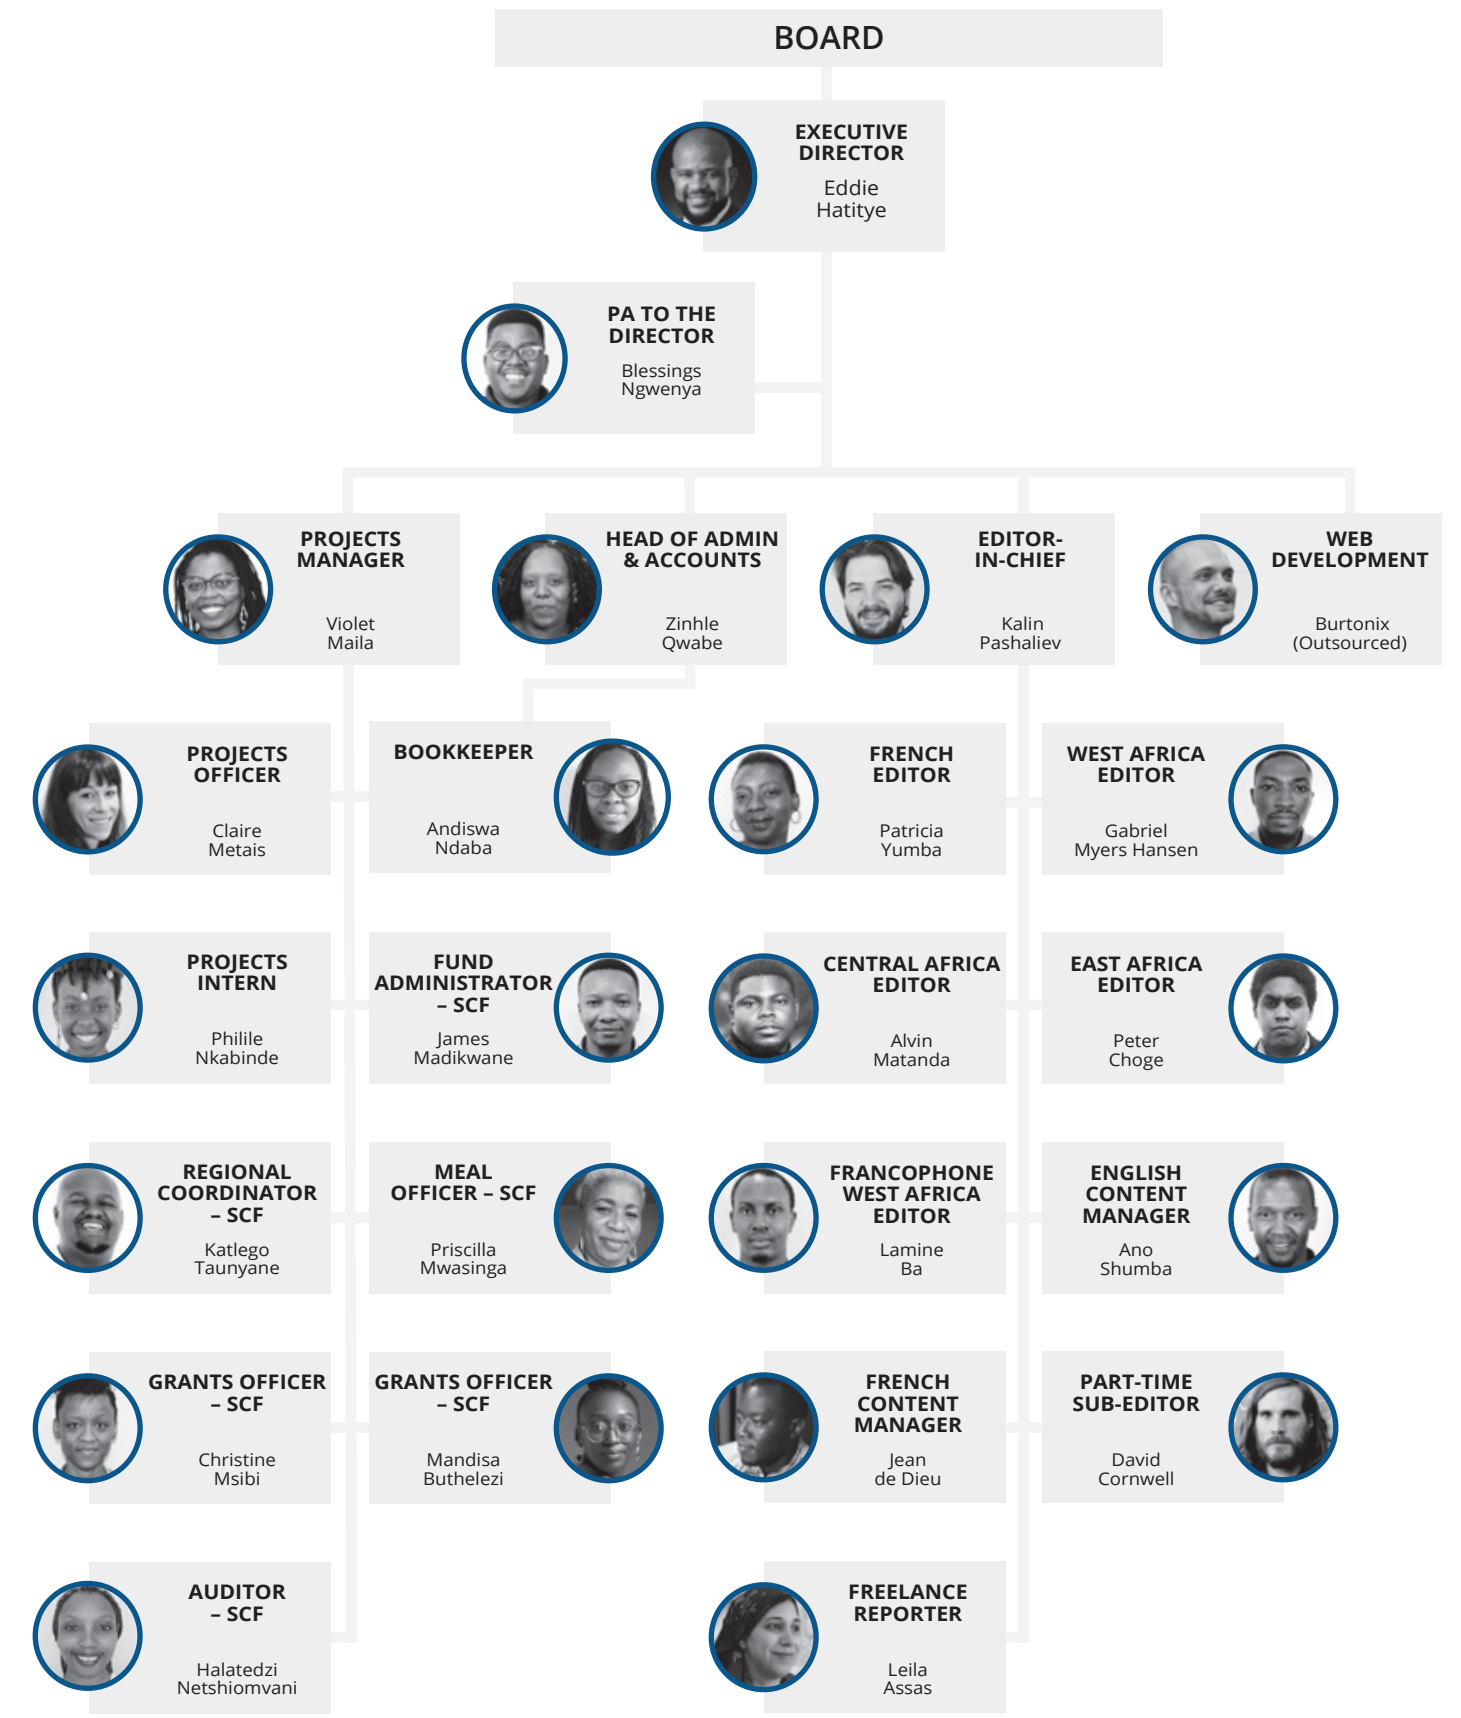 BOARD
EXECUTIVE
DIRECTOR
Eddie
Hatitye
PA TO THE
DIRECTOR
Blessings
Ngwenya
PROJECTS
MANAGER
Violet
Maila
HEAD OF ADMIN
& ACCOUNTS
Zinhle
Qwabe
EDITOR-
IN-CHIEF
Kalin
Pashaliev
WEB
DEVELOPMENT
Burtonix
(Outsourced)
PROJECTS
OFFICER
Claire
Metais
BOOKKEEPER
Andiswa
Ndaba
FRENCH
EDITOR
Patricia
Yumba
WEST AFRICA
EDITOR
Gabriel
Myers Hansen
PROJECTS
INTERN
Philile
Nkabinde
FUND
ADMINISTRATOR
– SCF
James
Madikwane
CENTRAL AFRICA
EDITOR
Alvin
Matanda
EAST AFRICA
EDITOR
Peter
Choge
REGIONAL
COORDINATOR
– SCF
Katlego
Taunyane
MEAL
OFFICER – SCF
Priscilla
Mwasinga
FRANCOPHONE
WEST AFRICA
EDITOR
Lamine
Ba
ENGLISH
CONTENT
MANAGER
Ano
Shumba
GRANTS OFFICER
– SCF
Christine
Msibi
GRANTS OFFICER
– SCF
Mandisa
Buthelezi
FRENCH
CONTENT
MANAGER
Jean
de Dieu
PART-TIME
SUB-EDITOR
David
Cornwell
AUDITOR
– SCF
Halatedzi
Netshiomvani
FREELANCE
REPORTER
Leila
Assas